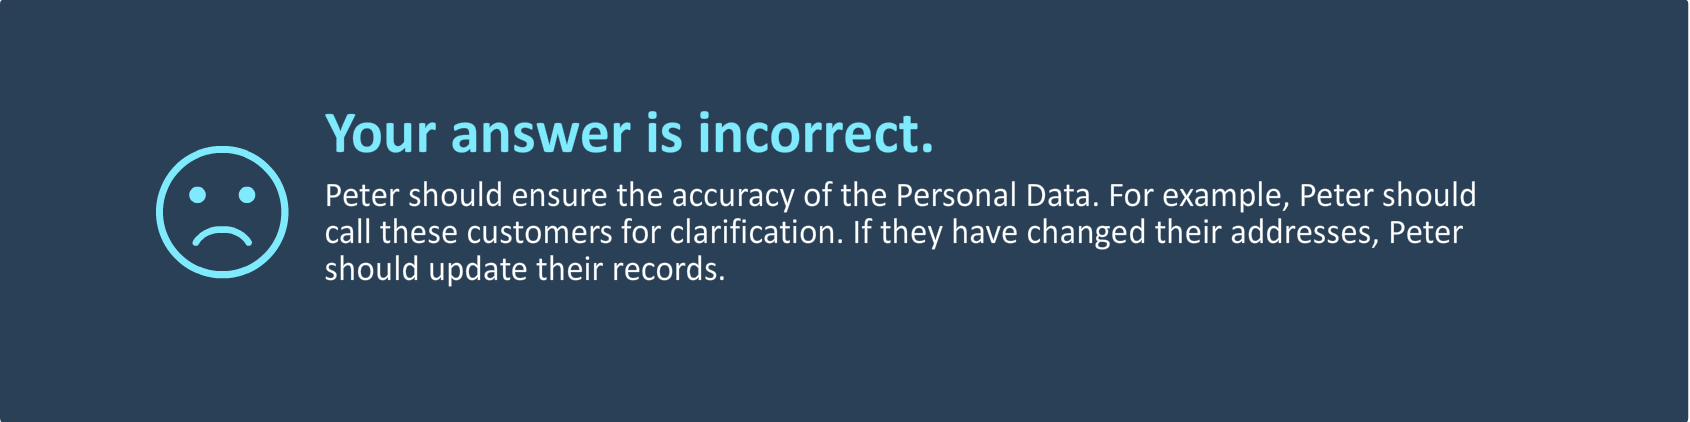 Your answer is incorrect.
Peter should ensure the accuracy of the Personal Data. For example, Peter should
call these customers for clarification. If they have changed their addresses, Peter
should update their records.